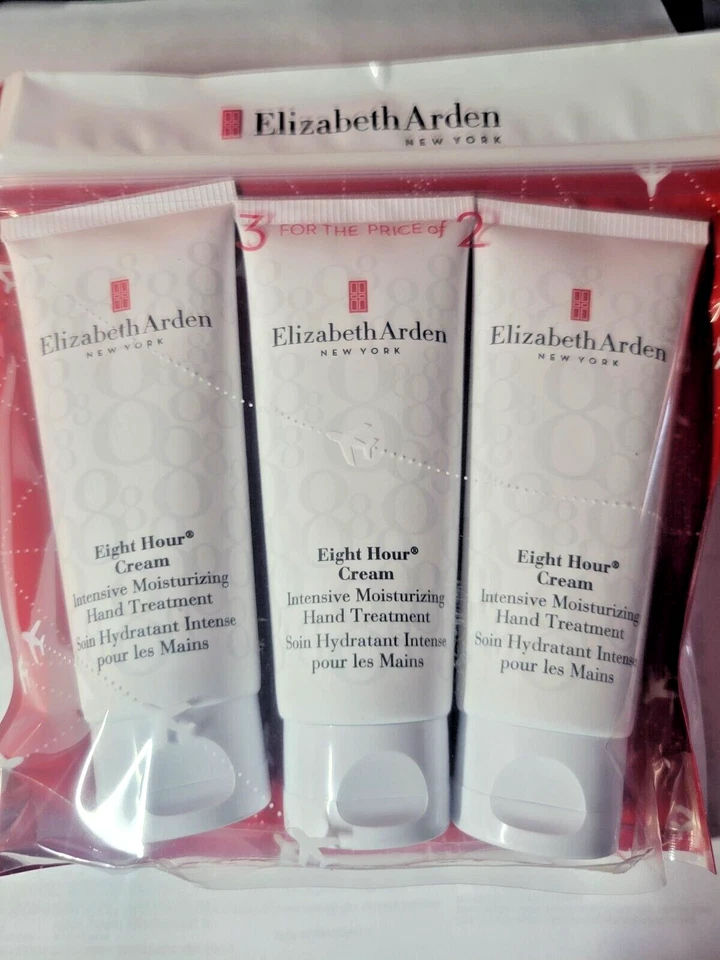 Elizabeth Arden
NEW YORK
3 FOR THE PRICE of 2
Elizabeth Arden
NEW YORK
Eight Hour®
Cream
Intensive Moisturizing
Hand Treatment
Soin Hydratant Intense
pour les Mains
Elizabeth Arden
NEW YORK
Eight Hour®
Cream
Intensive Moisturizing
Hand Treatment
Soin Hydratant Intense
pour les Mains
Elizabeth Arden
NEW YORK
Eight Hour®
Cream
Intensive Moisturizing
Hand Treatment
Soin Hydratant Intense
pour les Mains